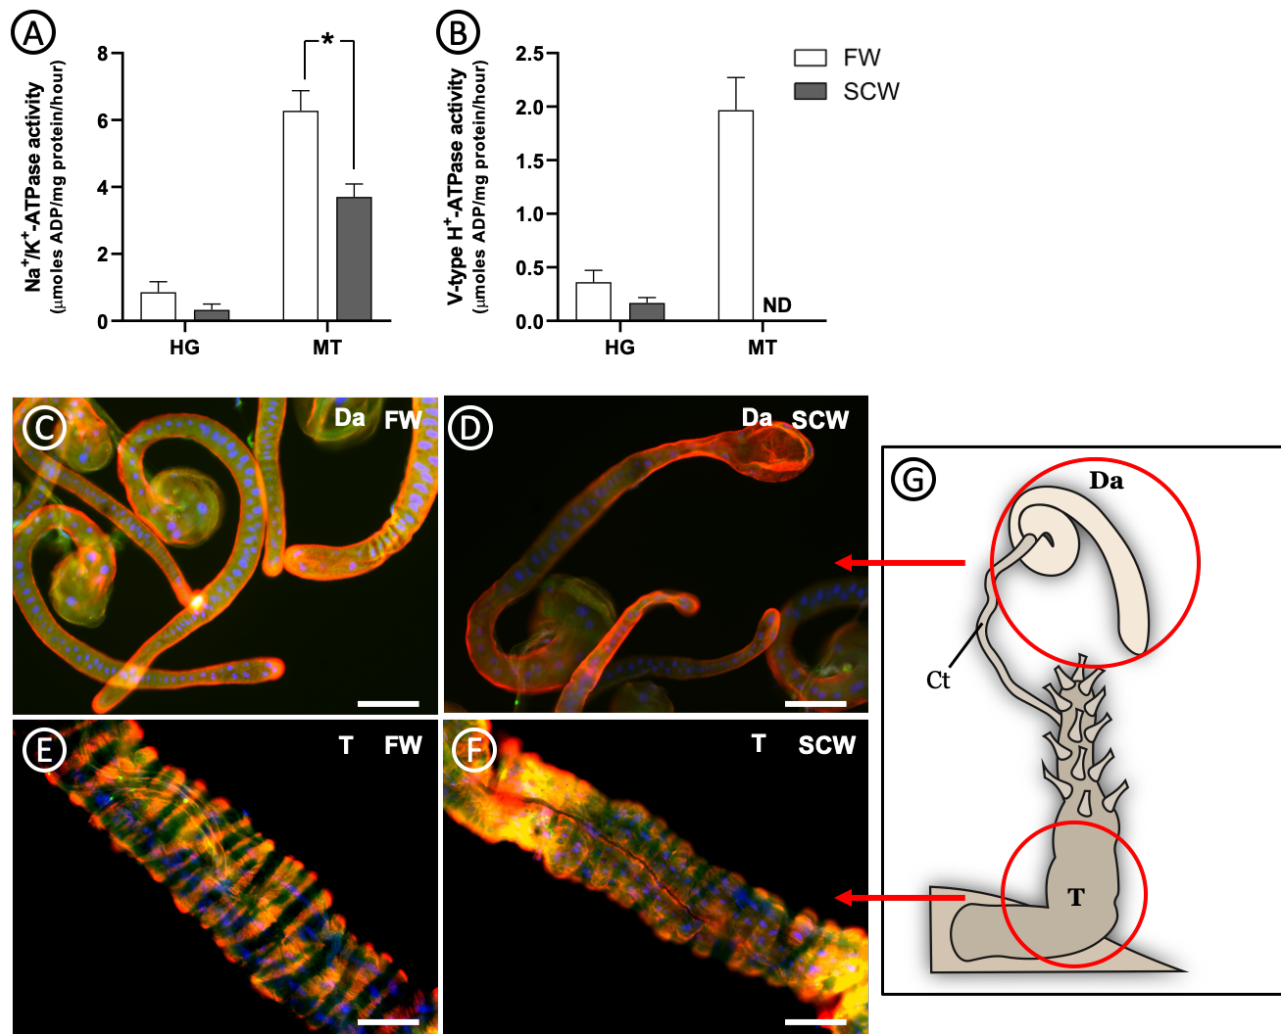 A
Na+/K+-ATPase activity
(µmoles ADP/mg protein/hour)
8
6
4
2
0
*
HG
MT
B
V-type H+-ATPase activity
(µmoles ADP/mg protein/hour)
2.5
2.0
1.5
1.0
0.5
0.0
ND
HG
MT
FW
SCW
C
Da FW
D
Da SCW
E
T FW
F
T SCW
G
Da
Ct
T